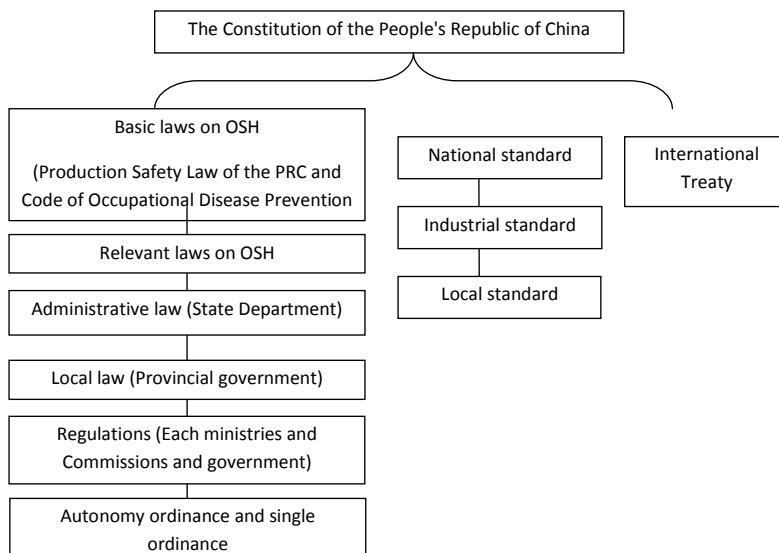 The Constitution of the People's Republic of China
Basic laws on OSH
(Production Safety Law of the PRC and
Code of Occupational Disease Prevention
Relevant laws on OSH
Administrative law (State Department)
Local law (Provincial government)
Regulations (Each ministries and
Commissions and government)
Autonomy ordinance and single
ordinance
National standard
Industrial standard
Local standard
International
Treaty